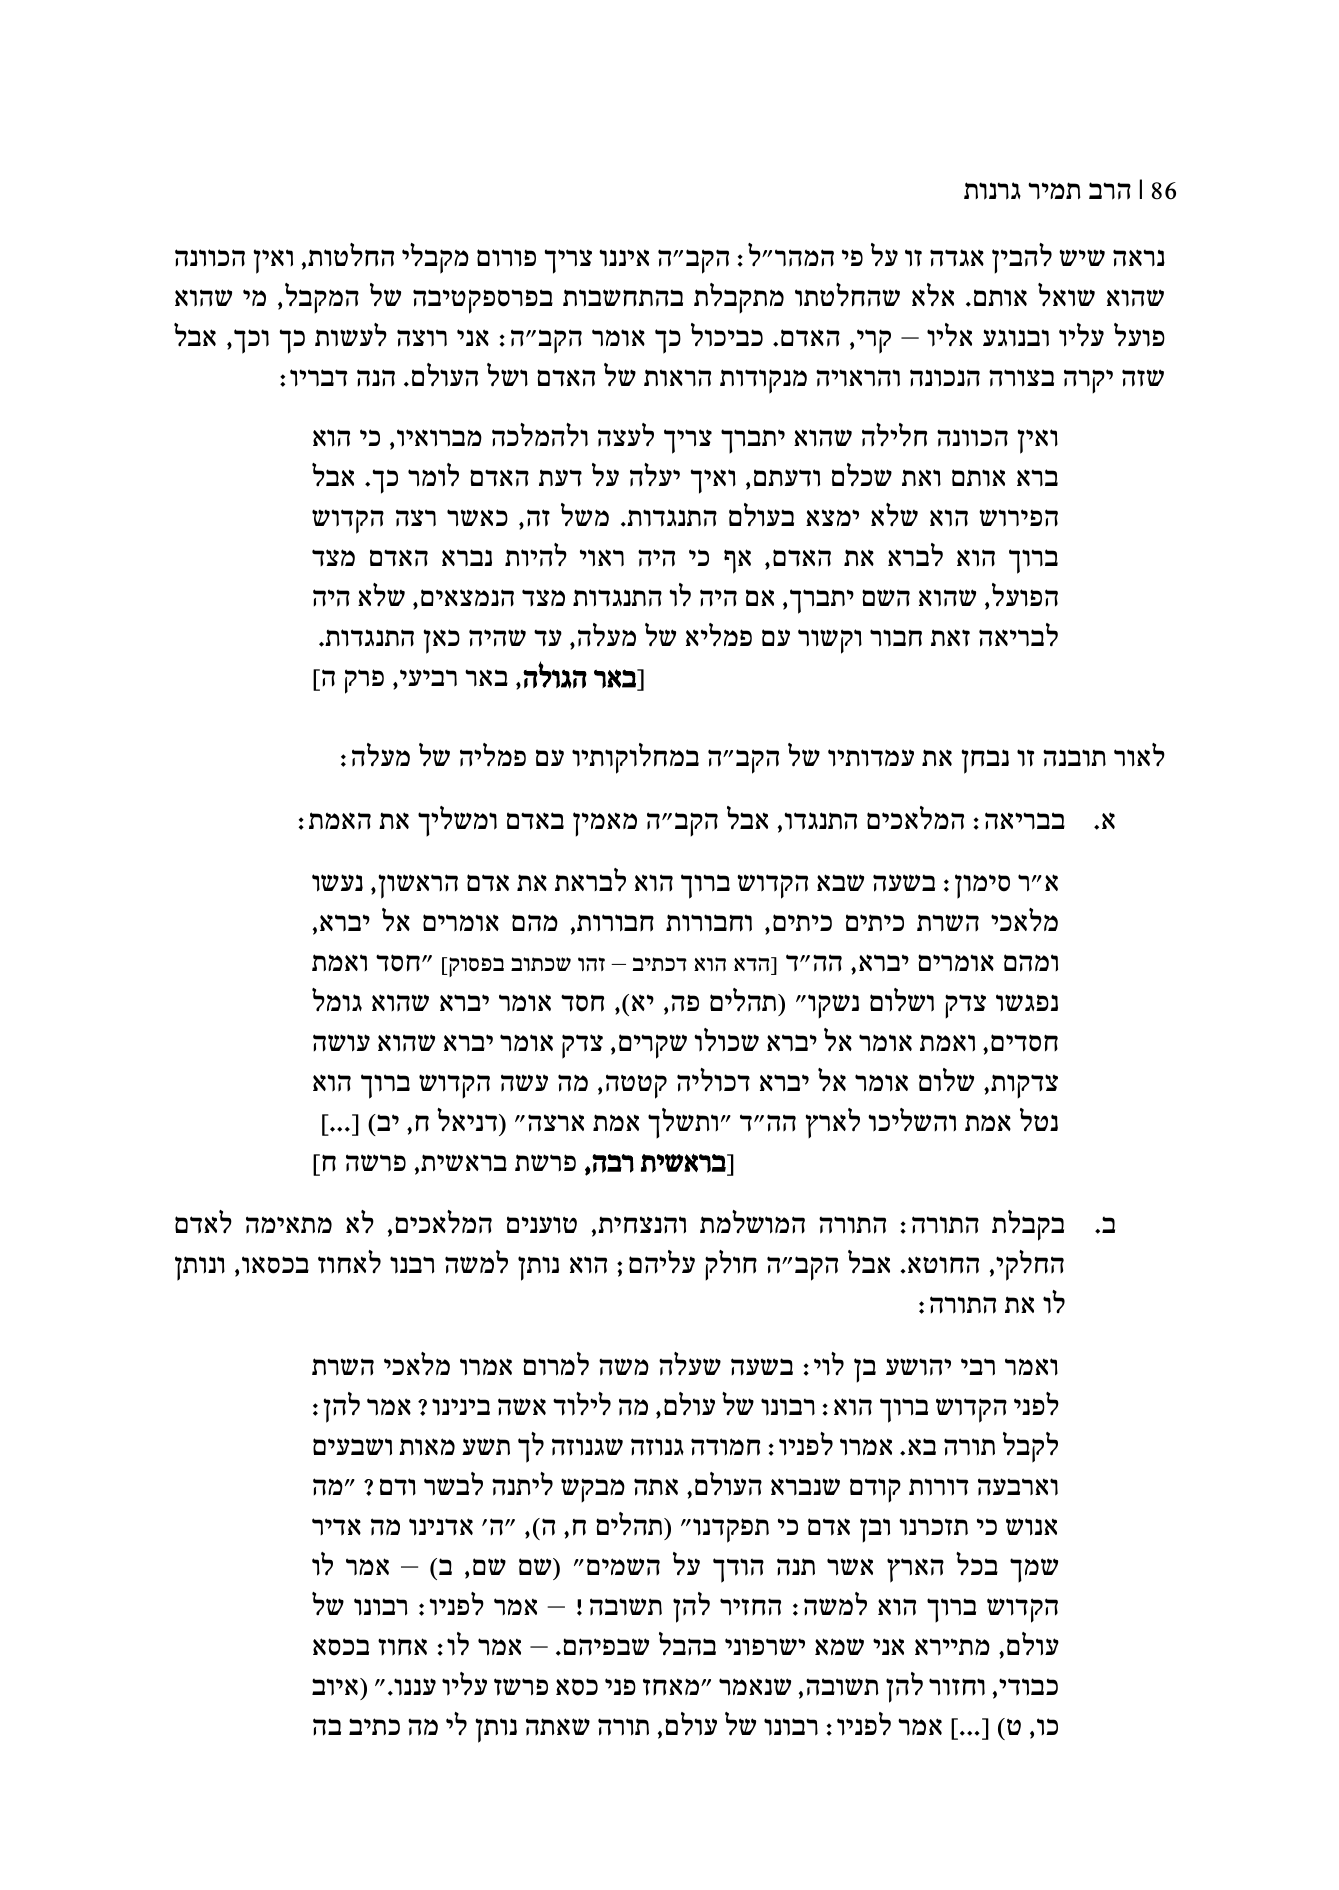 86 | הרב תמיר גרנות
נראה שיש להבין אגדה זו על פי המהר״ל: הקב״ה איננו צריך פורום מקבלי החלטות, ואין הכוונה
שהוא שואל אותם. אלא שהחלטתו מתקבלת בהתחשבות בפרספקטיבה של המקבל, מי שהוא
פועל עליו ובנוגע אליו – קרי, האדם. כביכול כך אומר הקב״ה: אני רוצה לעשות כך וכך, אבל
שזה יקרה בצורה הנכונה והראויה מנקודות הראות של האדם ושל העולם. הנה דבריו:
ואין הכוונה חלילה שהוא יתברך צריך לעצה ולהמלכה מברואיו, כי הוא
ברא אותם ואת שכלם ודעתם, ואיך יעלה על דעת האדם לומר כך. אבל
הפירוש הוא שלא ימצא בעולם התנגדות. משל זה, כאשר רצה הקדוש
ברוך הוא לברא את האדם, אף כי היה ראוי להיות נברא האדם מצד
הפועל, שהוא השם יתברך, אם היה לו התנגדות מצד הנמצאים, שלא היה
לבריאה זאת חבור וקשור עם פמליא של מעלה, עד שהיה כאן התנגדות.
[באר הגולה, באר רביעי, פרק ה]
לאור תובנה זו נבחן את עמדותיו של הקב״ה במחלוקותיו עם פמליה של מעלה:
א. בבריאה: המלאכים התנגדו, אבל הקב״ה מאמין באדם ומשליך את האמת:
א״ר סימון: בשעה שבא הקדוש ברוך הוא לבראת את אדם הראשון, נעשו
מלאכי השרת כיתים כיתים, וחבורות חבורות, מהם אומרים אל יברא,
ומהם אומרים יברא, הה״ד [הדא הוא דכתיב – זהו שכתוב בפסוק] ״חסד ואמת
נפגשו צדק ושלום נשקו״ (תהלים פה, יא), חסד אומר יברא שהוא גומל
חסדים, ואמת אומר אל יברא שכולו שקרים, צדק אומר יברא שהוא עושה
צדקות, שלום אומר אל יברא דכוליה קטטה, מה עשה הקדוש ברוך הוא
נטל אמת והשליכו לארץ הה״ד ״ותשלך אמת ארצה״ (דניאל ח, יב) [...]
[בראשית רבה, פרשת בראשית, פרשה ח]
ב. בקבלת התורה: התורה המושלמת והנצחית, טוענים המלאכים, לא מתאימה לאדם
החלקי, החוטא. אבל הקב״ה חולק עליהם; הוא נותן למשה רבנו לאחוז בכסאו, ונותן
לו את התורה:
ואמר רבי יהושע בן לוי: בשעה שעלה משה למרום אמרו מלאכי השרת
לפני הקדוש ברוך הוא: רבונו של עולם, מה לילוד אשה בינינו? אמר להן:
לקבל תורה בא. אמרו לפניו: חמודה גנוזה שגנוזה לך תשע מאות ושבעים
וארבעה דורות קודם שנברא העולם, אתה מבקש ליתנה לבשר ודם? ״מה
אנוש כי תזכרנו ובן אדם כי תפקדנו״ (תהלים ח, ה), ״ה׳ אדנינו מה אדיר
שמך בכל הארץ אשר תנה הודך על השמים״ (שם שם, ב) – אמר לו
הקדוש ברוך הוא למשה: החזיר להן תשובה! – אמר לפניו: רבונו של
עולם, מתיירא אני שמא ישרפוני בהבל שבפיהם. – אמר לו: אחוז בכסא
כבודי, וחזור להן תשובה, שנאמר ״מאחז פני כסא פרשז עליו עננו.״ (איוב
כו, ט) [...] אמר לפניו: רבונו של עולם, תורה שאתה נותן לי מה כתיב בה